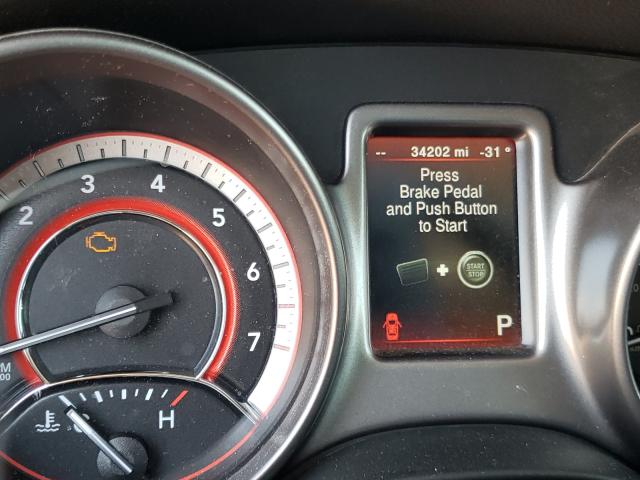 -- 34202 mi -31°
Press
Brake Pedal
and Push Button
to Start
START
STOP
P
2 3 4 5 6 7
C H